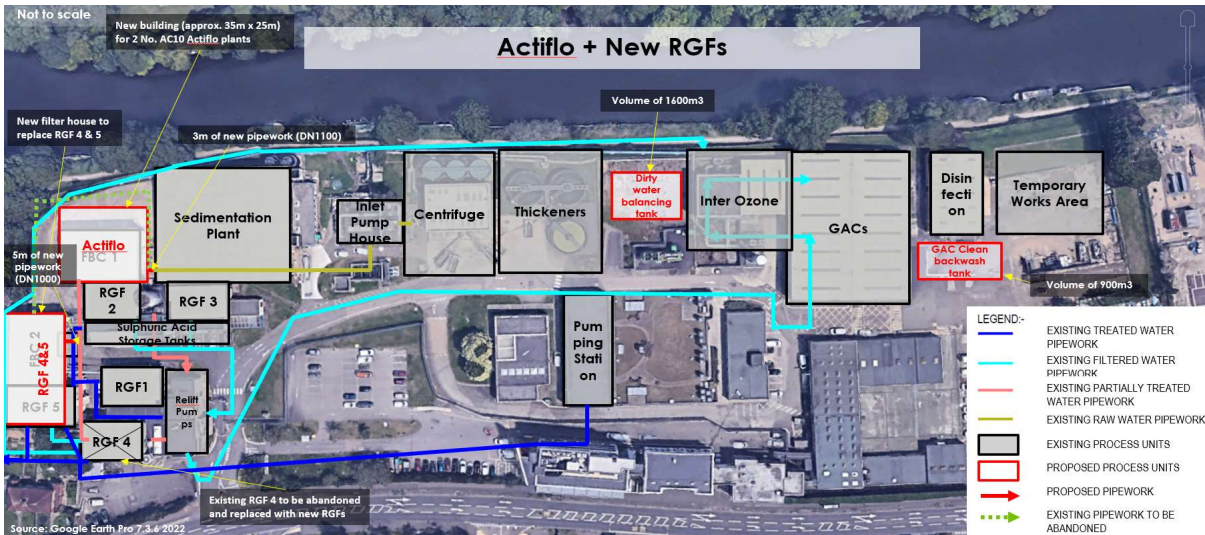 Not to scale
New building (approx. 35m x 25m)
for 2 No. AC10 Actiflo plants
Actiflo + New RGFs
New filter house to
replace RGF 4 & 5
3m of new pipework (DN1100)
Volume of 1600m3
Sedimentation
Plant
Inlet
Pump
House
Centrifuge
Thickeners
Dirty
water
balancing
tank
Inter Ozone
GACs
Disin
fecti
on
Temporary
Works Area
Actiflo
FBC 1
5m of new
pipework
(DN1000)
GAC Clean
backwash
tank
Volume of 900m3
RGF
2
RGF 3
Sulphuric Acid
Storage Tanks
FBC 2
RGF 4&5
RGF 5
RGF1
Relift
Pum
ps
RGF 4
Pum
ping
Stati
on
Existing RGF 4 to be abandoned
and replaced with new RGFs
Source: Google Earth Pro 7.3.6 2022
LEGEND:-
EXISTING TREATED WATER
PIPEWORK
EXISTING FILTERED WATER
PIPEWORK
EXISTING PARTIALLY TREATED
WATER PIPEWORK
EXISTING RAW WATER PIPEWORK
EXISTING PROCESS UNITS
PROPOSED PROCESS UNITS
PROPOSED PIPEWORK
EXISTING PIPEWORK TO BE
ABANDONED